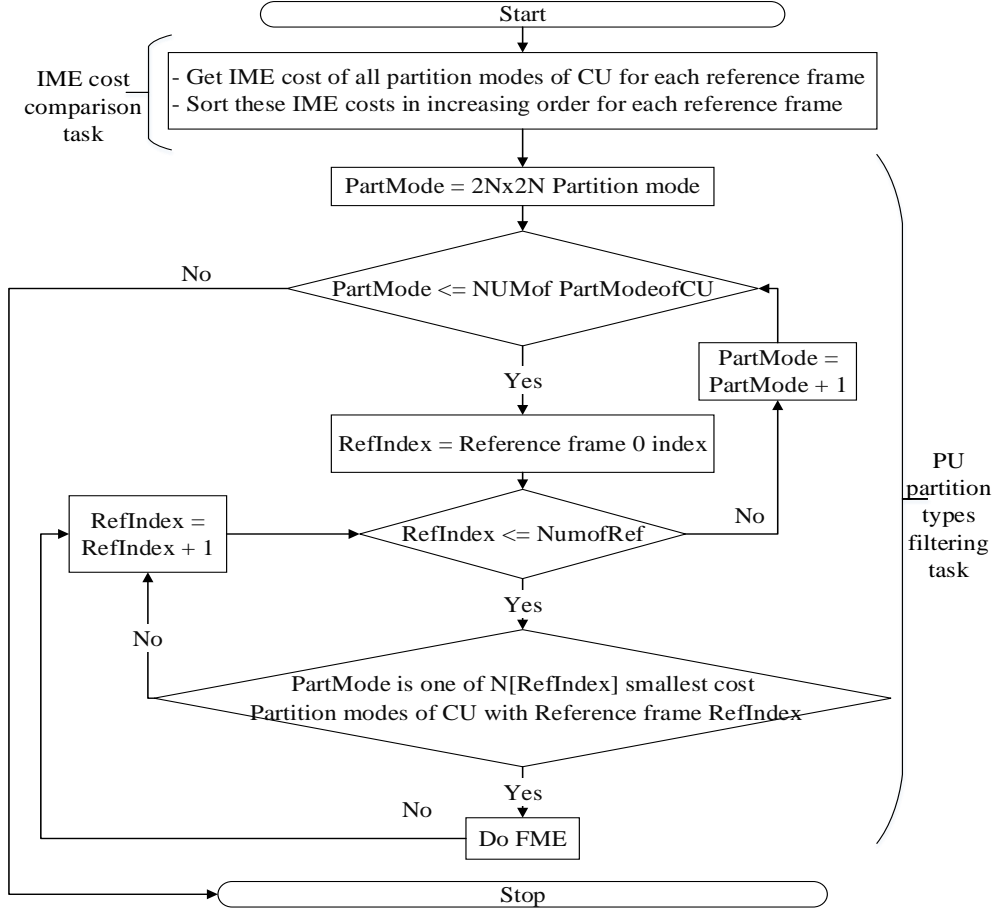 Start
IME cost
comparison
task
- Get IME cost of all partition modes of CU for each reference frame
- Sort these IME costs in increasing order for each reference frame
PartMode = 2Nx2N Partition mode
No
PartMode <= NUMof PartModeofCU
PartMode =
PartMode + 1
Yes
RefIndex = Reference frame 0 index
PU
partition
types
filtering
task
RefIndex =
RefIndex + 1
RefIndex <= NumofRef
No
Yes
No
PartMode is one of N[RefIndex] smallest cost
Partition modes of CU with Reference frame RefIndex
Yes
No
Do FME
Stop